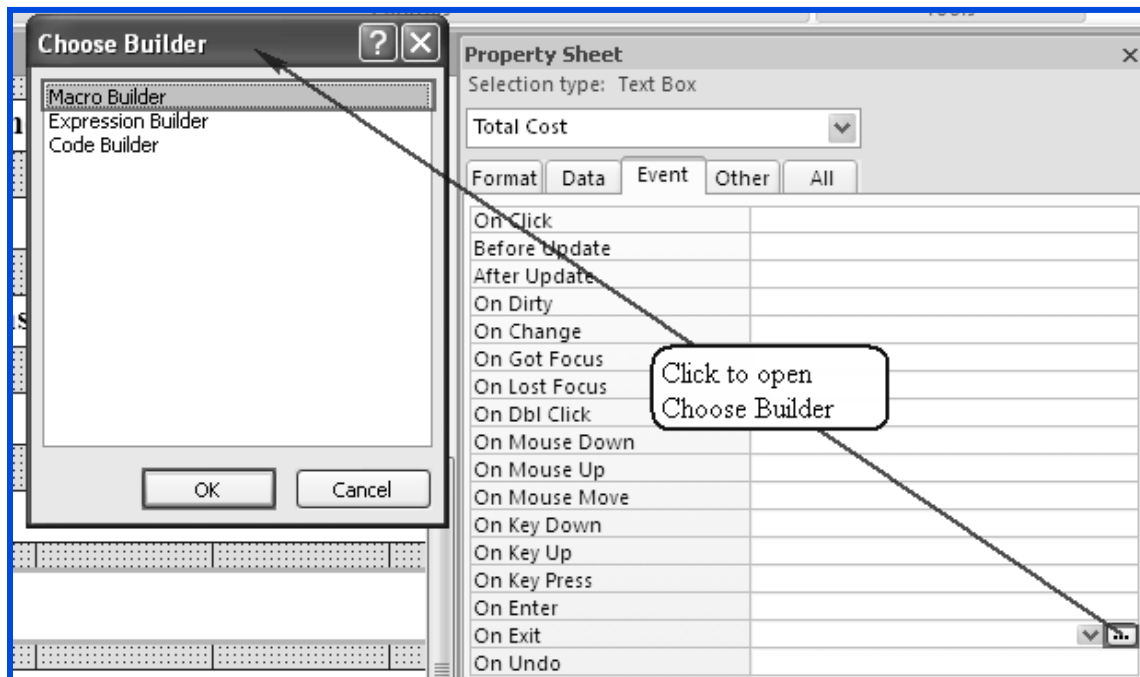 Choose Builder
Macro Builder
Expression Builder
Code Builder
OK Cancel
Property Sheet
Selection type: Text Box
Total Cost
Format Data Event Other All
On Click
Before Update
After Update
On Dirty
On Change
On Got Focus
On Lost Focus
On Dbl Click
On Mouse Down
On Mouse Up
On Mouse Move
On Key Down
On Key Up
On Key Press
On Enter
On Exit
On Undo
Click to open
Choose Builder